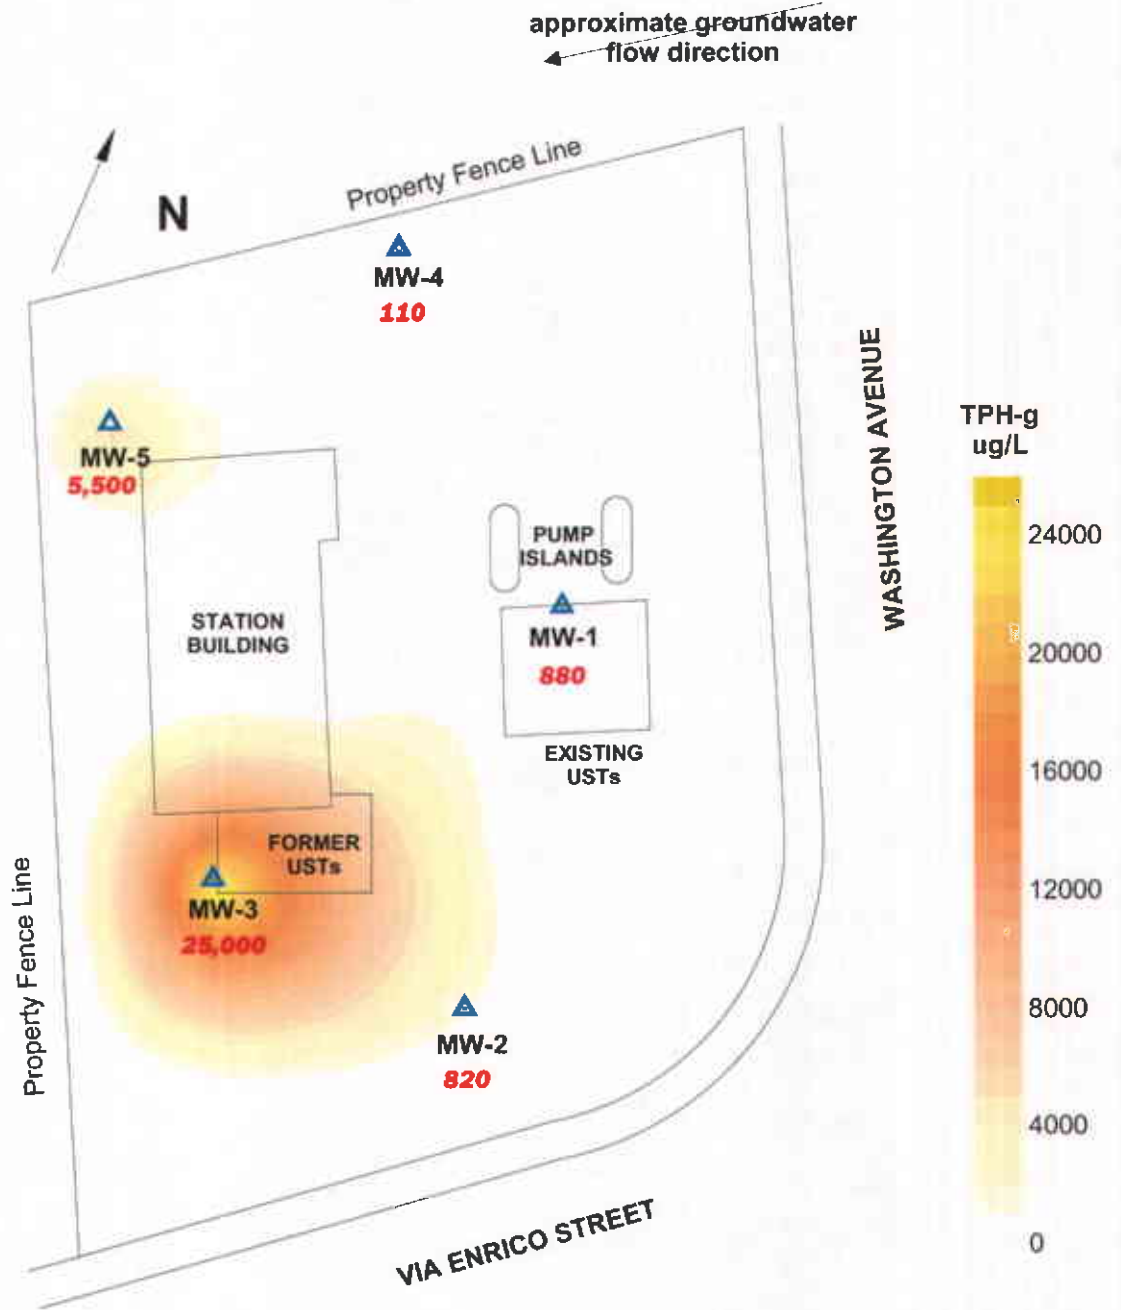 approximate groundwater
flow direction
N
Property Fence Line
MW-4
110
WASHINGTON AVENUE
TPH-g
ug/L
24000
20000
16000
12000
8000
4000
0
MW-5
5,500
PUMP
ISLANDS
STATION
BUILDING
MW-1
880
EXISTING
USTs
FORMER
USTs
MW-3
25,000
Property Fence Line
MW-2
820
VIA ENRICO STREET